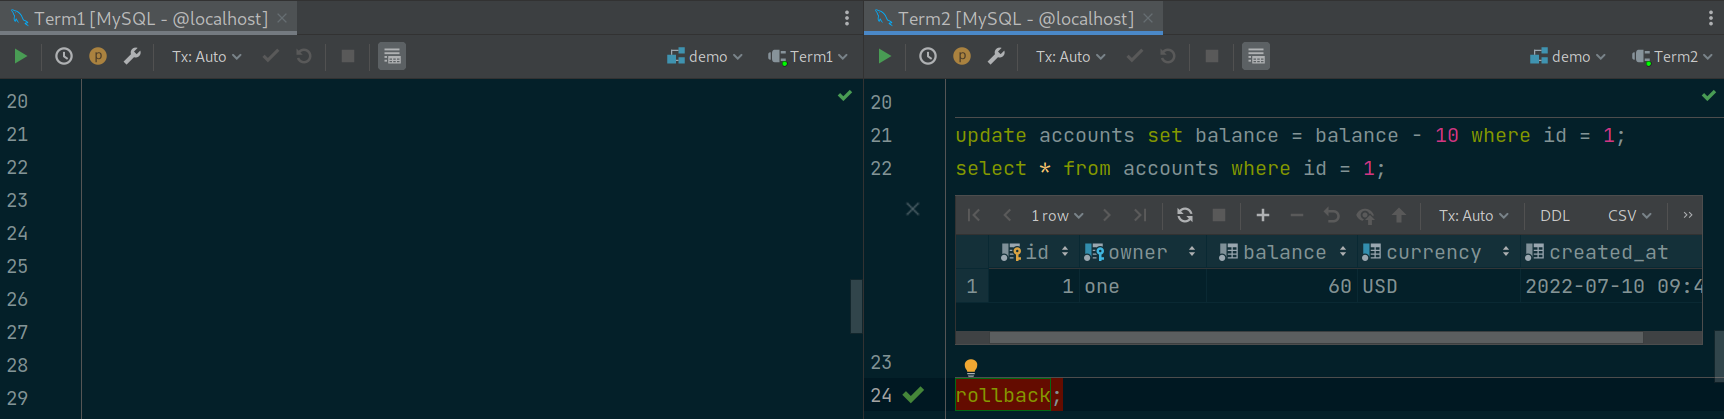 Term1 [MySQL - @localhost]
Term2 [MySQL - @localhost]
p Tx: Auto demo Term1
p Tx: Auto demo Term2
20
21
22
23
24
25
26
27
28
29
20
21 update accounts set balance = balance - 10 where id = 1;
22 select * from accounts where id = 1;
1 row Tx: Auto DDL CSV »
id owner balance currency created_at
1 1 one 60 USD 2022-07-10 09:4
23
24 rollback;